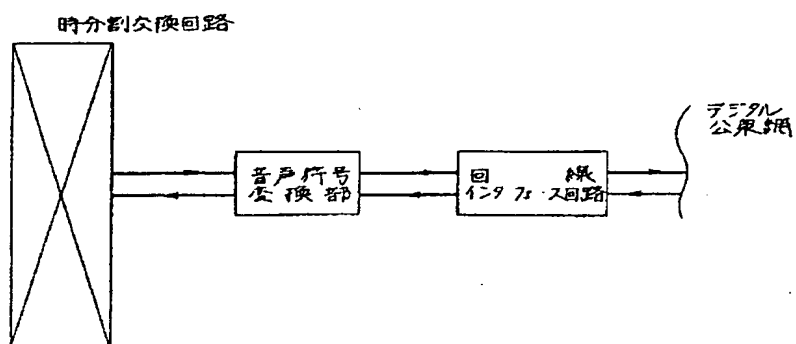 時分割交換回路
音声符号
変換部
回線
インタフェース回路
デジタル
公衆網